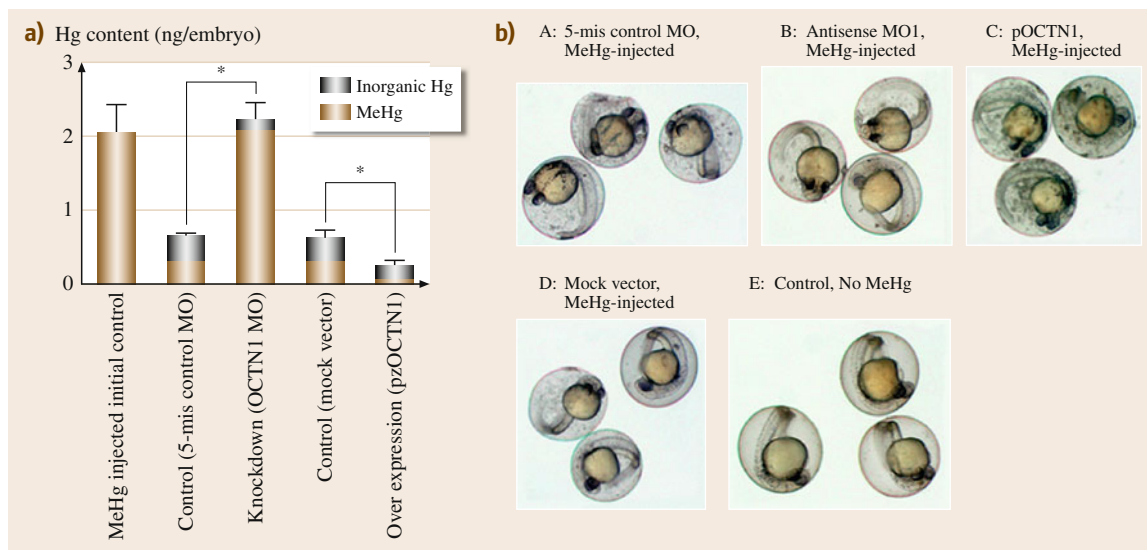 a) Hg content (ng/embryo)
3
2
1
0
*
*
Inorganic Hg
MeHg
MeHg injected initial control
Control (5-mis control MO)
Knockdown (OCTN1 MO)
Control (mock vector)
Over expression (pzOCTN1)
b)
A: 5-mis control MO,
MeHg-injected
B: Antisense MO1,
MeHg-injected
C: pOCTN1,
MeHg-injected
D: Mock vector,
MeHg-injected
E: Control, No MeHg